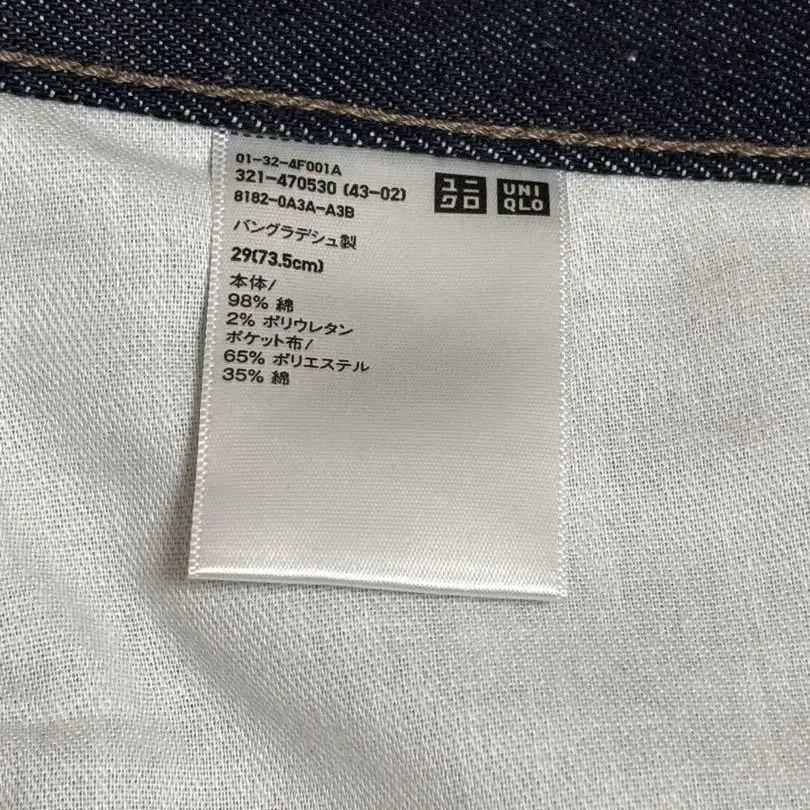 01-32-4F001A
321-470530 (43-02)
8182-0A3A-A3B
ユニ
クロ
UNI
QLO
バングラデシュ製
29(73.5cm)
本体/
98% 綿
2% ポリウレタン
ポケット布/
65% ポリエステル
35% 綿